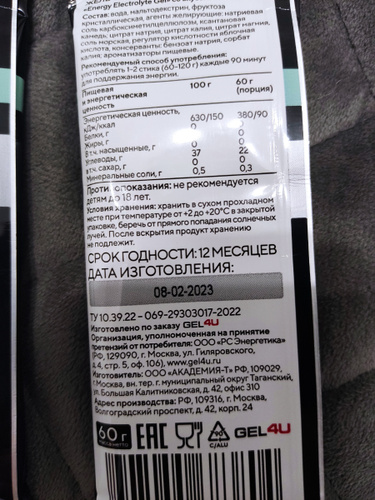 «Energy Electrolyte Gel»
Состав: вода, мальтодекстрин, фруктоза
кристаллическая, агенты желирующие: натриевая
соль карбоксиметилцеллюлозы, ксантановая
камедь; цитрат натрия, цитрат калия, цитрат магния,
соль морская, регулятор кислотности яблочная
кислота, консерванты: бензоат натрия, сорбат
калия; ароматизаторы пищевые.
Рекомендуемый способ
употреблять 1-2 стика (60-120 г) каждые 90 минут
для поддержания энергии.
Пищевая
и энергетическая
ценность
100 г
60 г
(порция)
Энергетическая ценность,
кДж/ккал 630/150 380/90
Белки, г 0 0
Жиры, г 0 0
В т.ч. насыщенные, г 0 0
Углеводы, г 37 22
в т.ч. сахар, г 0 0
Минеральные соли, г 0,5 0,3
Противопоказания: не рекомендуется
детям до 18 лет.
Условия хранения: хранить в сухом прохладном
месте при температуре от +2 до +20°С в закрытой
упаковке, беречь от прямого попадания солнечных
лучей. После вскрытия продукт хранению
не подлежит.
СРОК ГОДНОСТИ: 12 МЕСЯЦЕВ
ДАТА ИЗГОТОВЛЕНИЯ:
08-02-2023
ТУ 10.39.22 – 069-29303017-2022
Изготовлено по заказу GEL4U
Организация, уполномоченная на принятие
претензий от потребителя: ООО «РС Энергетика»
(РФ, 129090, г. Москва, ул. Гиляровского,
д. 4, стр. 5, оф. 106)
Изготовитель: ООО «АКАДЕМИЯ-Т» РФ, 109029,
г. Москва, вн. тер. г. муниципальный округ Таганский,
ул. Большая Калитниковская, д. 42, офис 310
Адрес производства: РФ, 109316, г. Москва,
Волгоградский проспект, д. 42, корп. 24
60 г
масса нетто
EAC
90
C/ALU
GEL4U